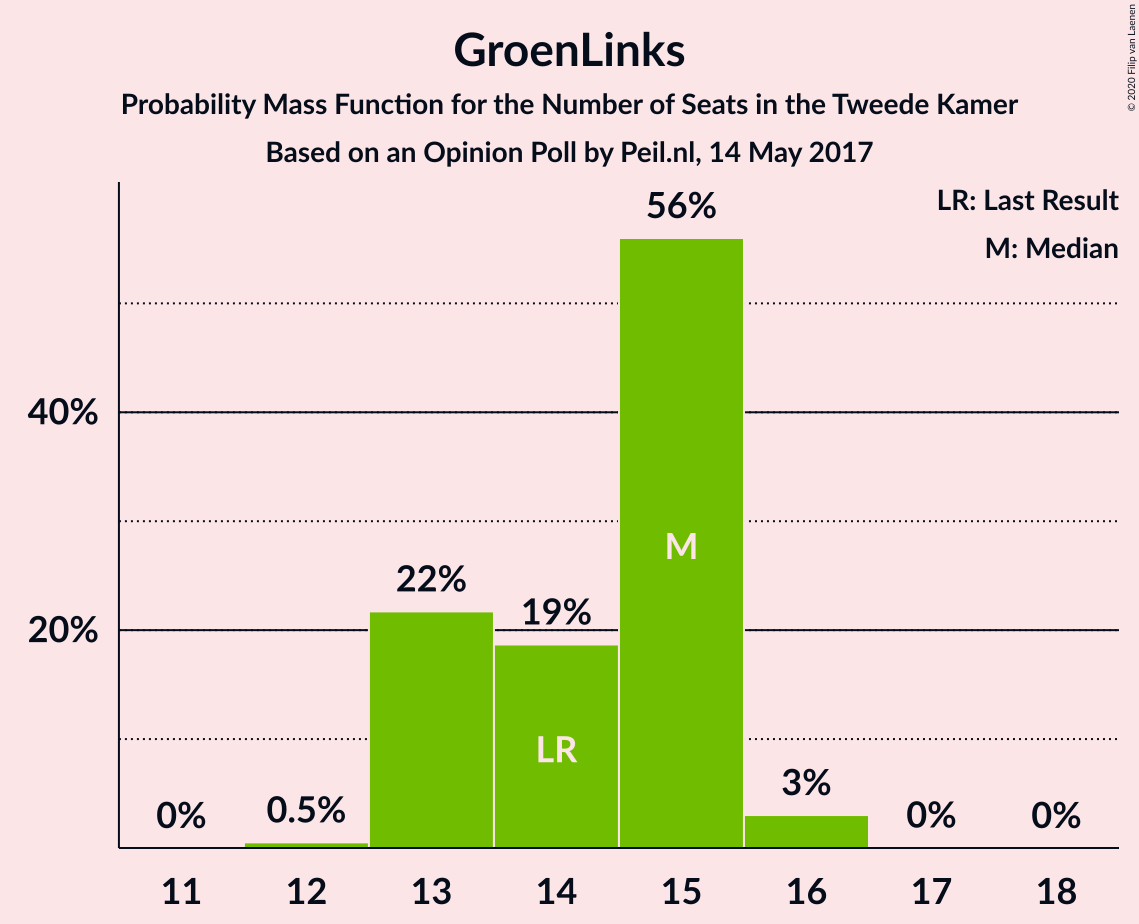 GroenLinks
Probability Mass Function for the Number of Seats in the Tweede Kamer
Based on an Opinion Poll by Peil.nl, 14 May 2017
© 2020 Filip van Laenen
LR: Last Result
M: Median
40%
20%
0%
0.5%
22%
19%
56%
3%
0%
0%
LR
M
11 12 13 14 15 16 17 18